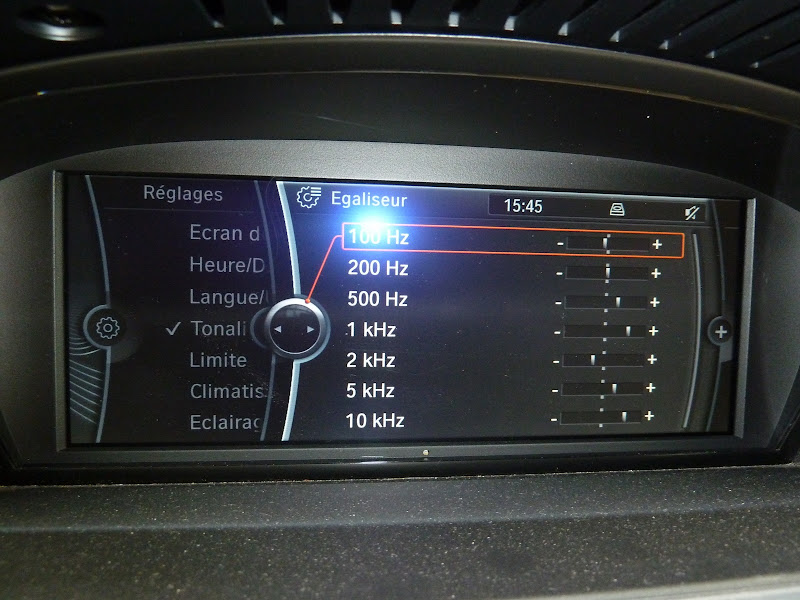 Réglages
Egaliseur
15:45
Ecran d
100 Hz
Heure/D
200 Hz
Langue/
500 Hz
Tonali
1 kHz
Limite
2 kHz
Climatis
5 kHz
Eclairag
10 kHz